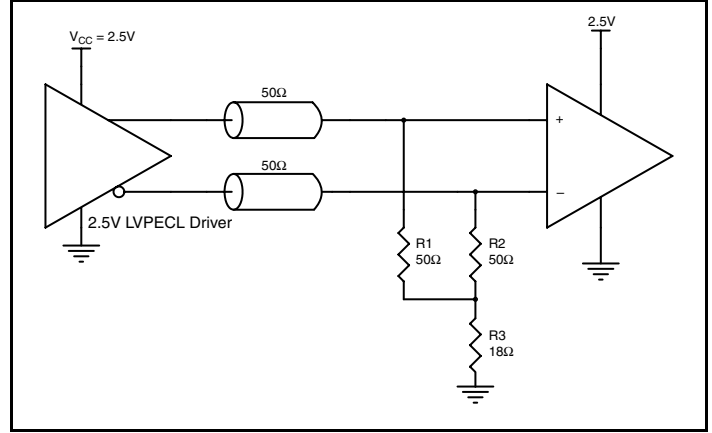 V_CC = 2.5V
2.5V
50Ω
50Ω
+
–
2.5V LVPECL Driver
R1
50Ω
R2
50Ω
R3
18Ω